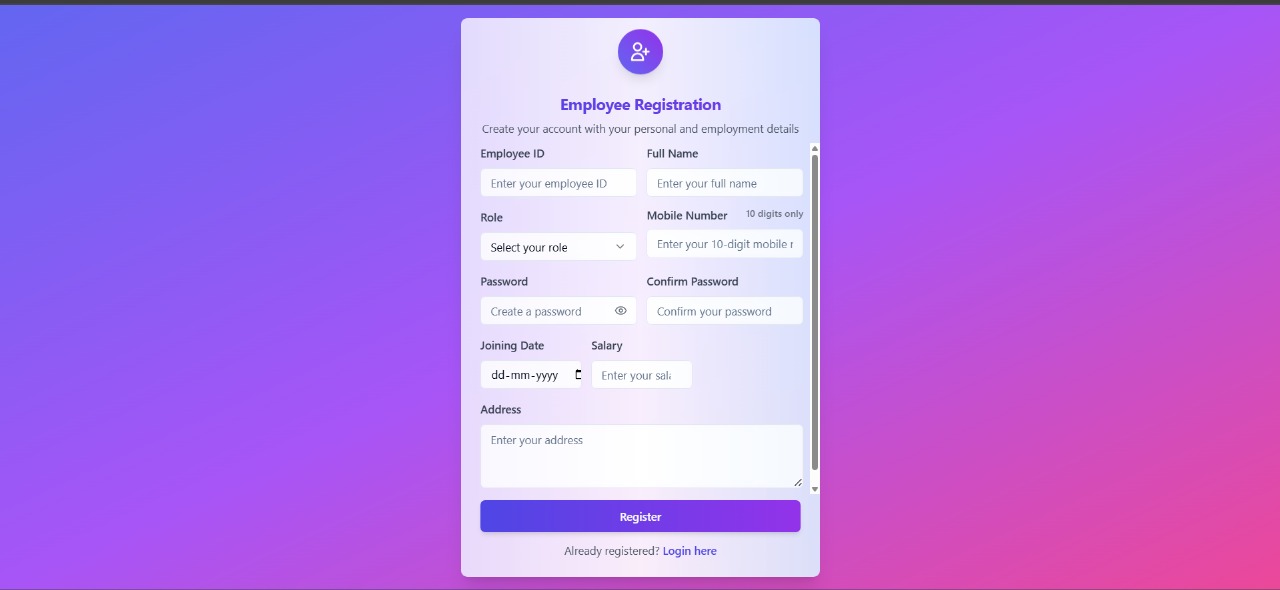 Employee Registration
Create your account with your personal and employment details
Employee ID
Full Name
Enter your employee ID
Enter your full name
Role
Mobile Number 10 digits only
Select your role
Enter your 10-digit mobile r
Password
Confirm Password
Create a password
Confirm your password
Joining Date
Salary
dd-mm-yyyy
Enter your sala
Address
Enter your address
Register
Already registered? Login here